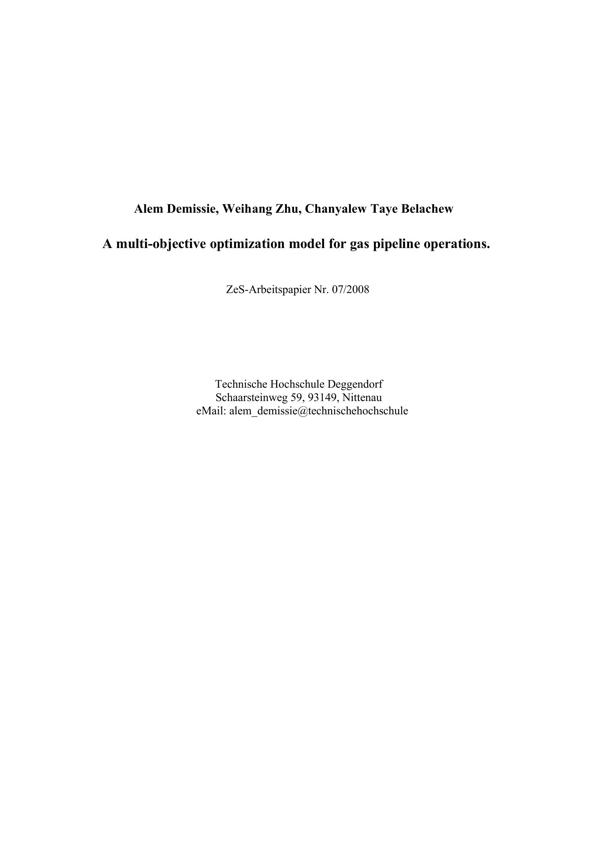 Alem Demissie, Weihang Zhu, Chanyalew Taye Belachew
A multi-objective optimization model for gas pipeline operations.
ZeS-Arbeitspapier Nr. 07/2008
Technische Hochschule Deggendorf
Schaarsteinweg 59, 93149, Nittenau
eMail: alem_demissie@technischehochschule